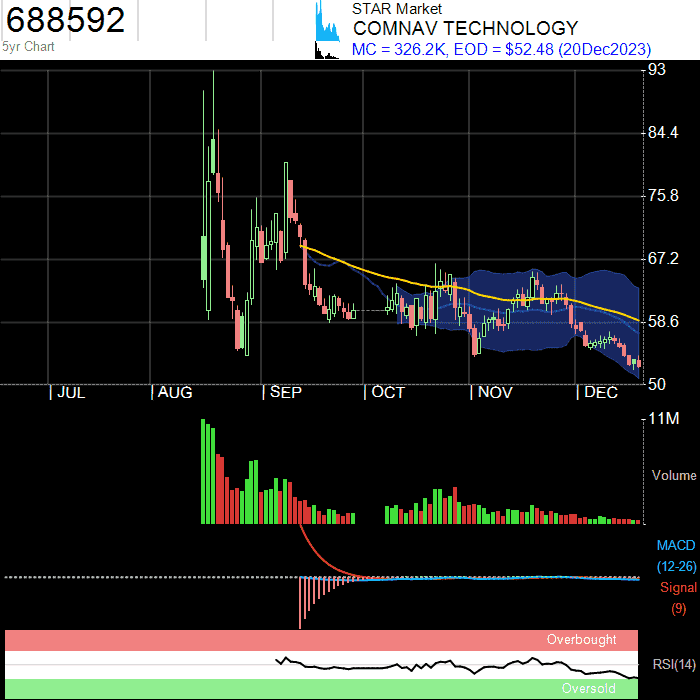 688592
5yr Chart
STAR Market
COMNAV TECHNOLOGY
MC = 326.2K, EOD = $52.48 (20Dec2023)
93
84.4
75.8
67.2
58.6
50
| JUL | AUG | SEP | OCT | NOV | DEC
11M
Volume
MACD
(12-26)
Signal
(9)
Overbought
RSI(14)
Oversold